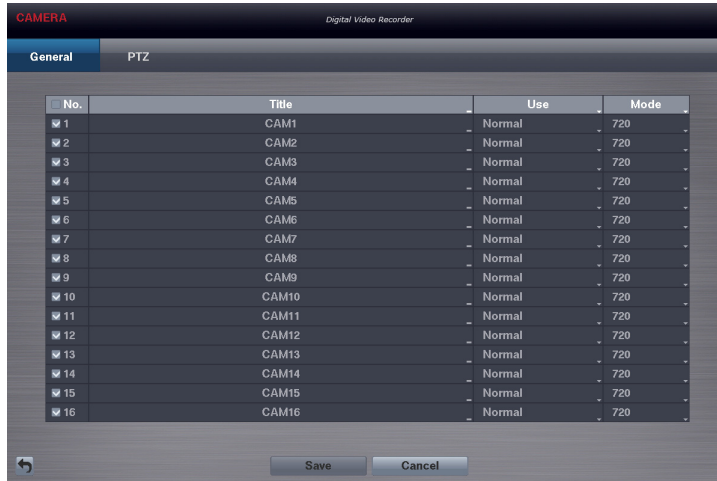 CAMERA
Digital Video Recorder
General PTZ
No. Title Use Mode
1 CAM1 Normal 720
2 CAM2 Normal 720
3 CAM3 Normal 720
4 CAM4 Normal 720
5 CAM5 Normal 720
6 CAM6 Normal 720
7 CAM7 Normal 720
8 CAM8 Normal 720
9 CAM9 Normal 720
10 CAM10 Normal 720
11 CAM11 Normal 720
12 CAM12 Normal 720
13 CAM13 Normal 720
14 CAM14 Normal 720
15 CAM15 Normal 720
16 CAM16 Normal 720
Save Cancel